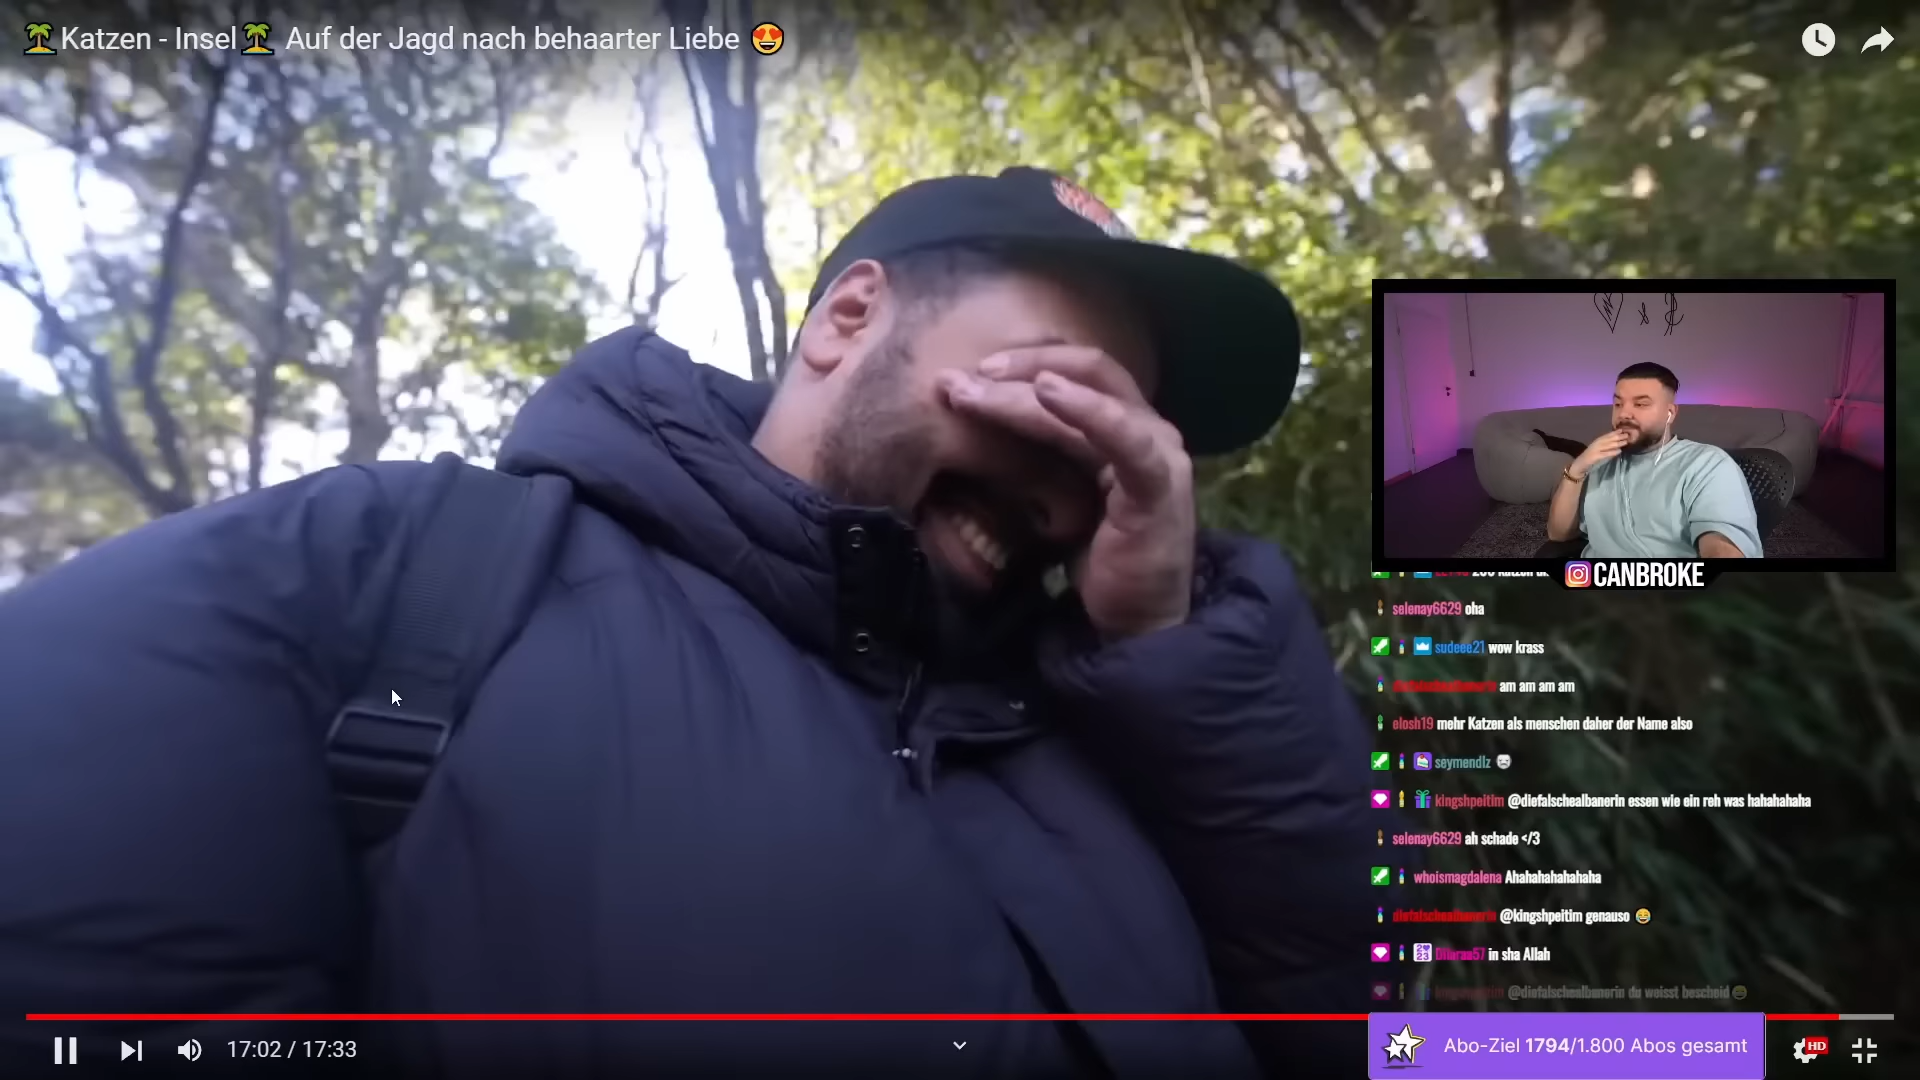 🌴Katzen - Insel🌴 Auf der Jagd nach behaarter Liebe 😍
CANBROKE
selenay6629 oha
sudeee21 wow krass
am am am am
elosh19 mehr Katzen als menschen daher der Name also
seymendlz
kingshpeitim @diefalschealbanerin essen wie ein reh was hahahahaha
selenay6629 ah schade </3
whoismagdalena Ahahahahahahaha
diefalschealbanerin @kingshpeitim genauso 😂
Dilaraa57 in sha Allah
kingshpeitim @diefalschealbanerin du weisst bescheid😂
17:02 / 17:33
Abo-Ziel 1794/1.800 Abos gesamt
HD